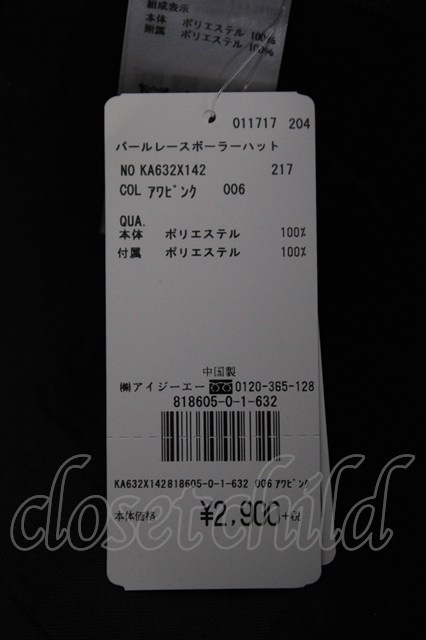 組成表示
本体 ポリエステル 100%
附属 ポリエステル 100%
011717 204
パールレースボーラーハット
NO KA632X142 217
COL アワピンク 006
QUA.
本体 ポリエステル 100%
付属 ポリエステル 100%
中国製
㈱アイジーエー 0120-365-128
818605-0-1-632
KA632X142818605-0-1-632 006 アワピンク
本体価格 ¥2,900+税
closetchild